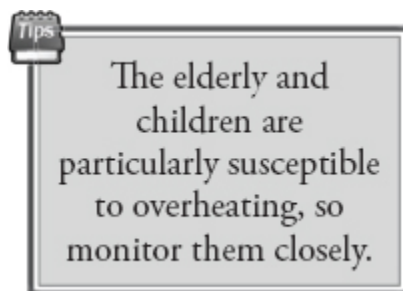 Tips
The elderly and
children are
particularly susceptible
to overheating, so
monitor them closely.